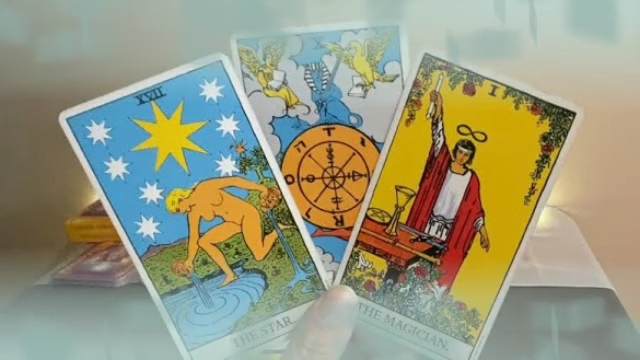 XVII
THE STAR.
X
T
R
I
THE MAGICIAN.